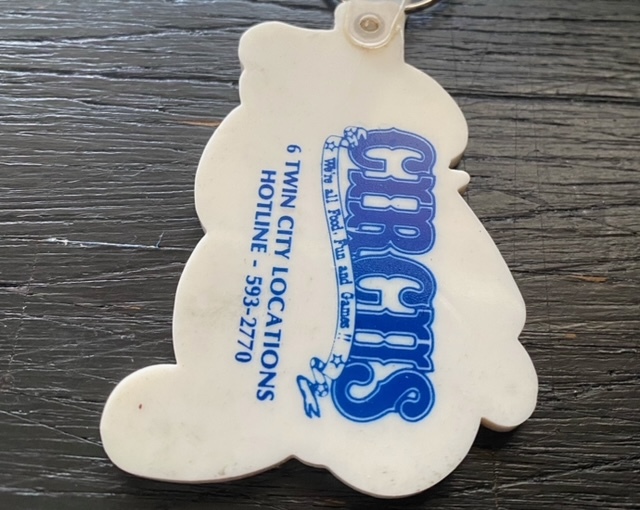 CIRCUS
We're all Food, Fun and Games!!
6 TWIN CITY LOCATIONS
HOTLINE - 593-2770